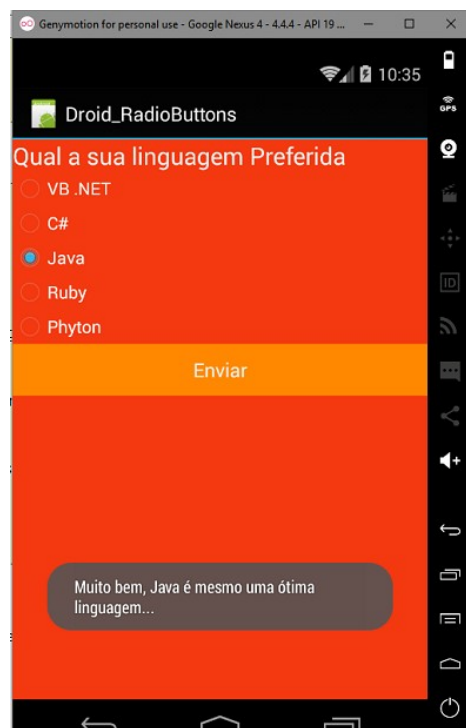 Genymotion for personal use - Google Nexus 4 - 4.4.4 - API 19 ...
10:35
GPS
Droid_RadioButtons
Qual a sua linguagem Preferida
VB .NET
C#
Java
ID
Ruby
Phyton
Enviar
Muito bem, Java é mesmo uma ótima
linguagem...